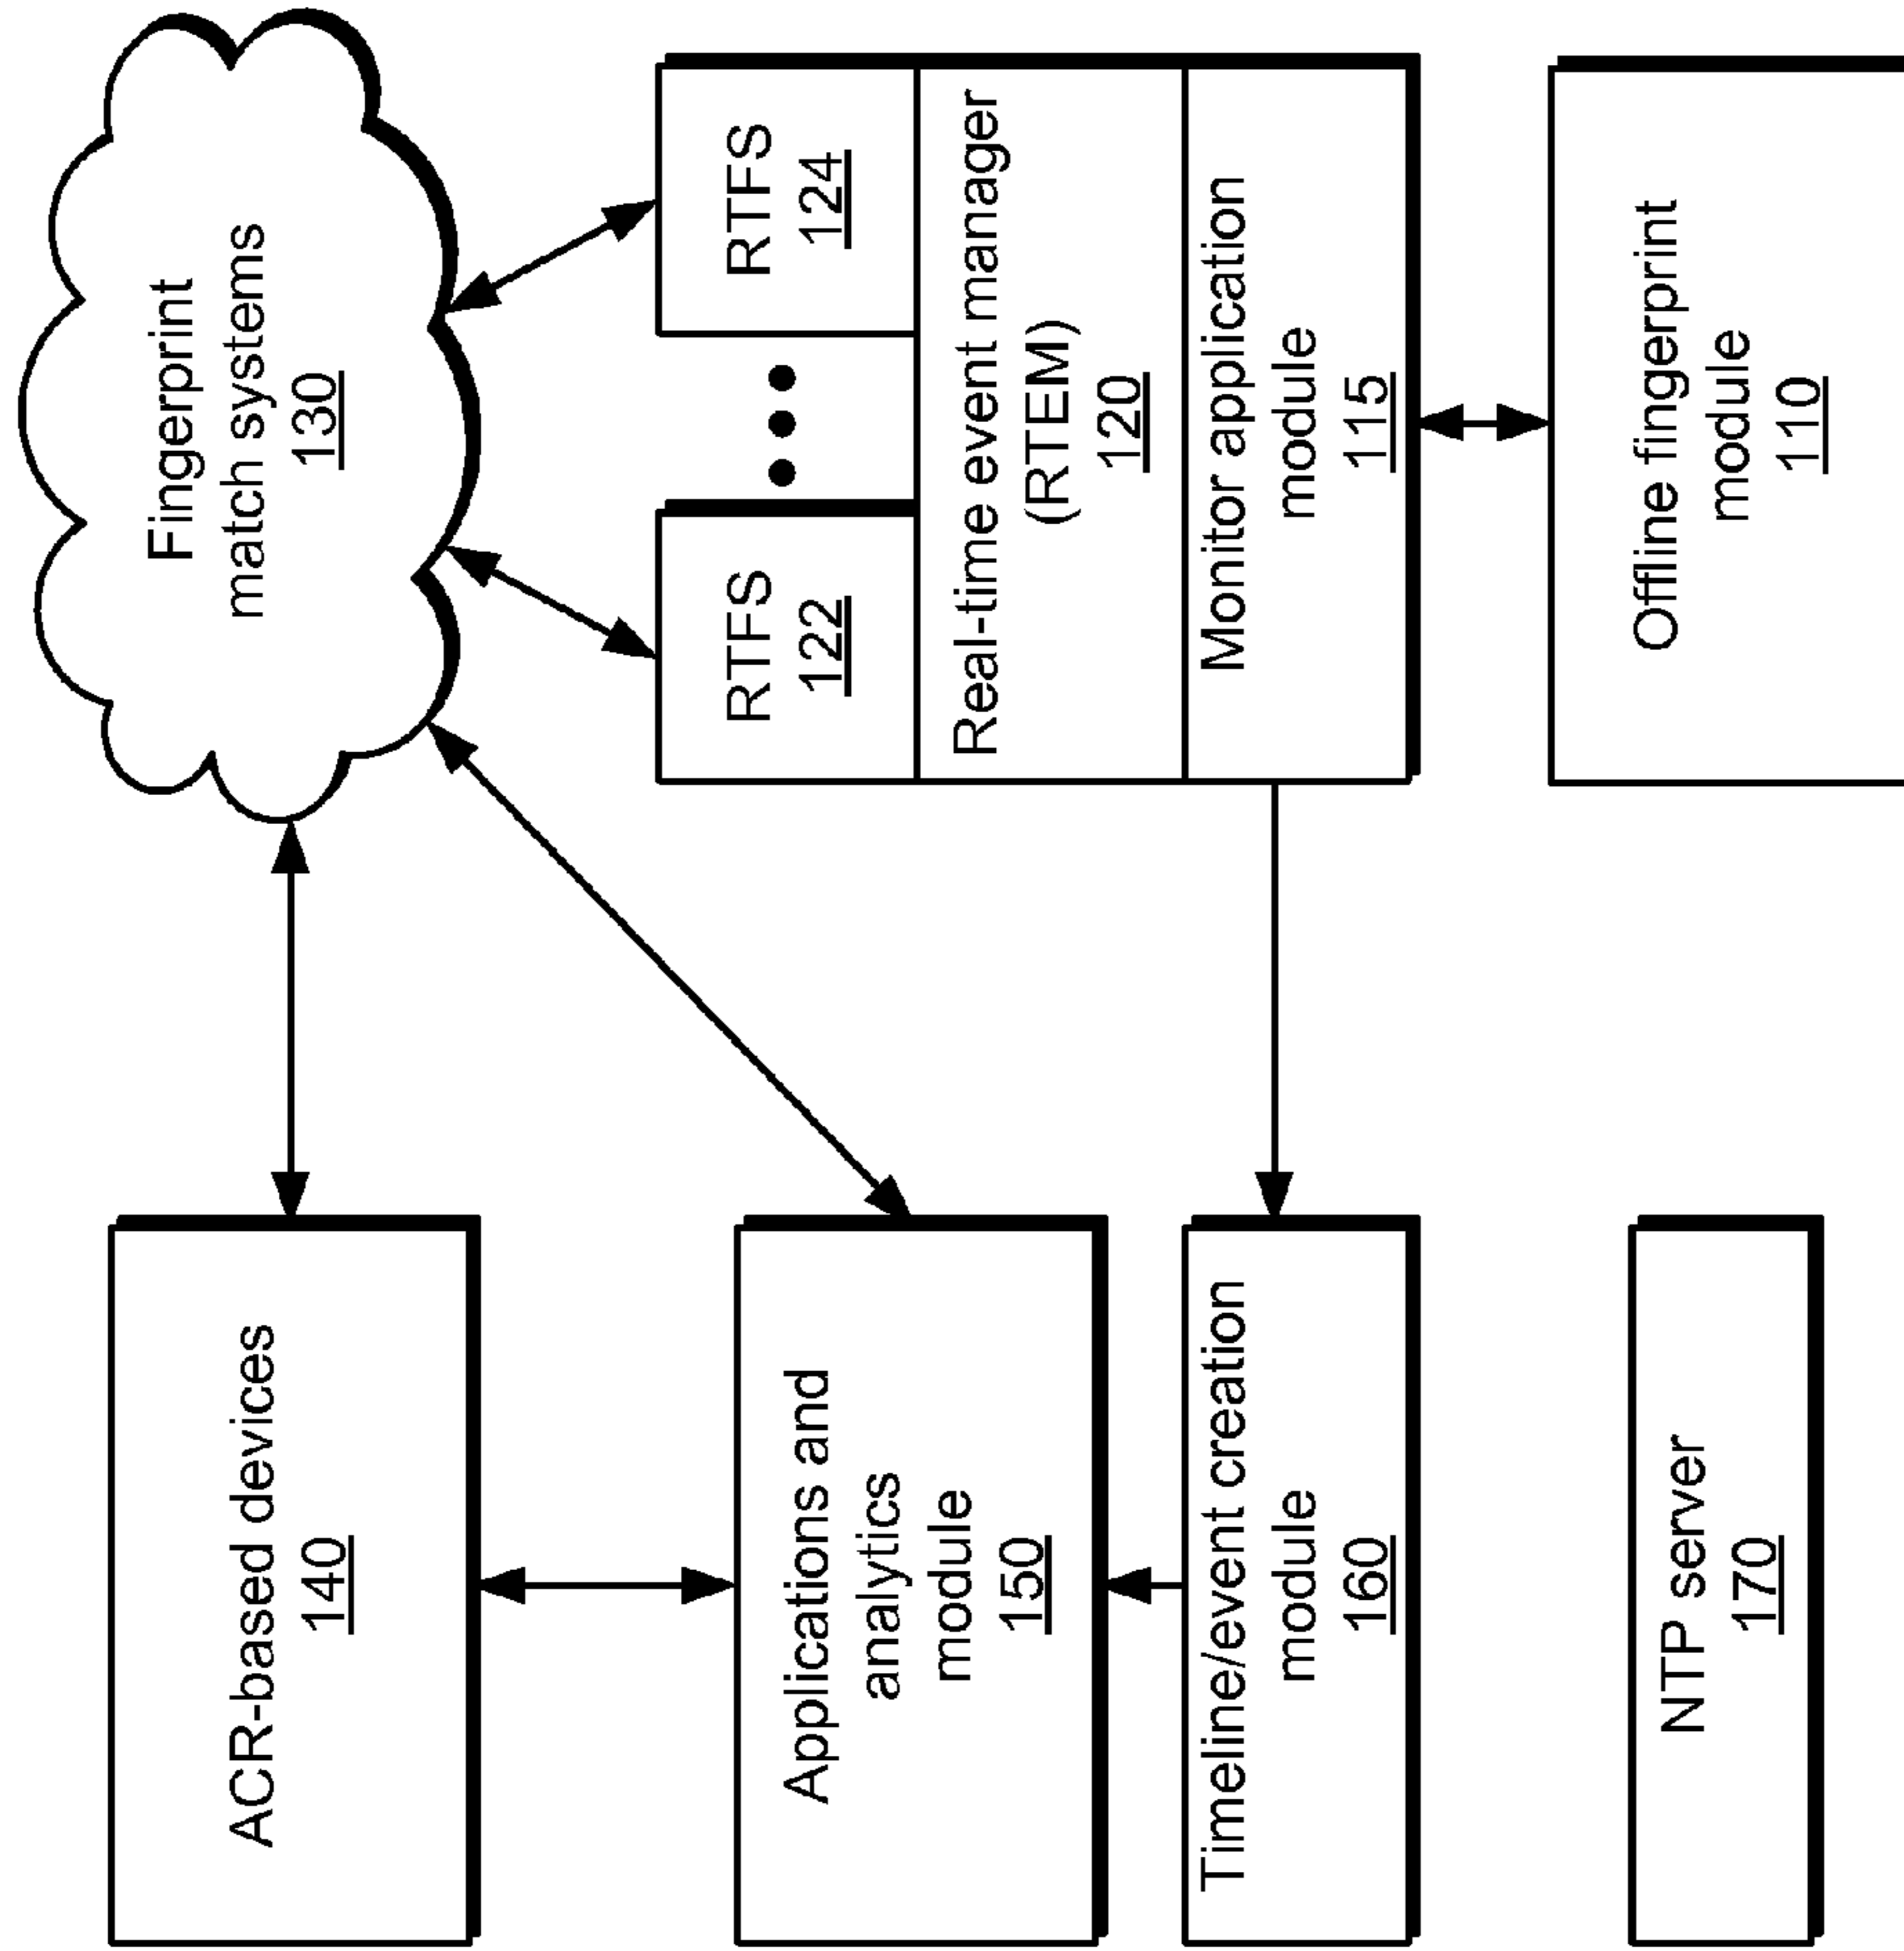 Fingerprint
match systems
130
RTFS
122
RTFS
124
Real-time event manager
(RTEM)
120
Monitor application
module
115
Offline fingerprint
module
110
ACR-based devices
140
Applications and
analytics
module
150
Timeline/event creation
module
160
NTP server
170